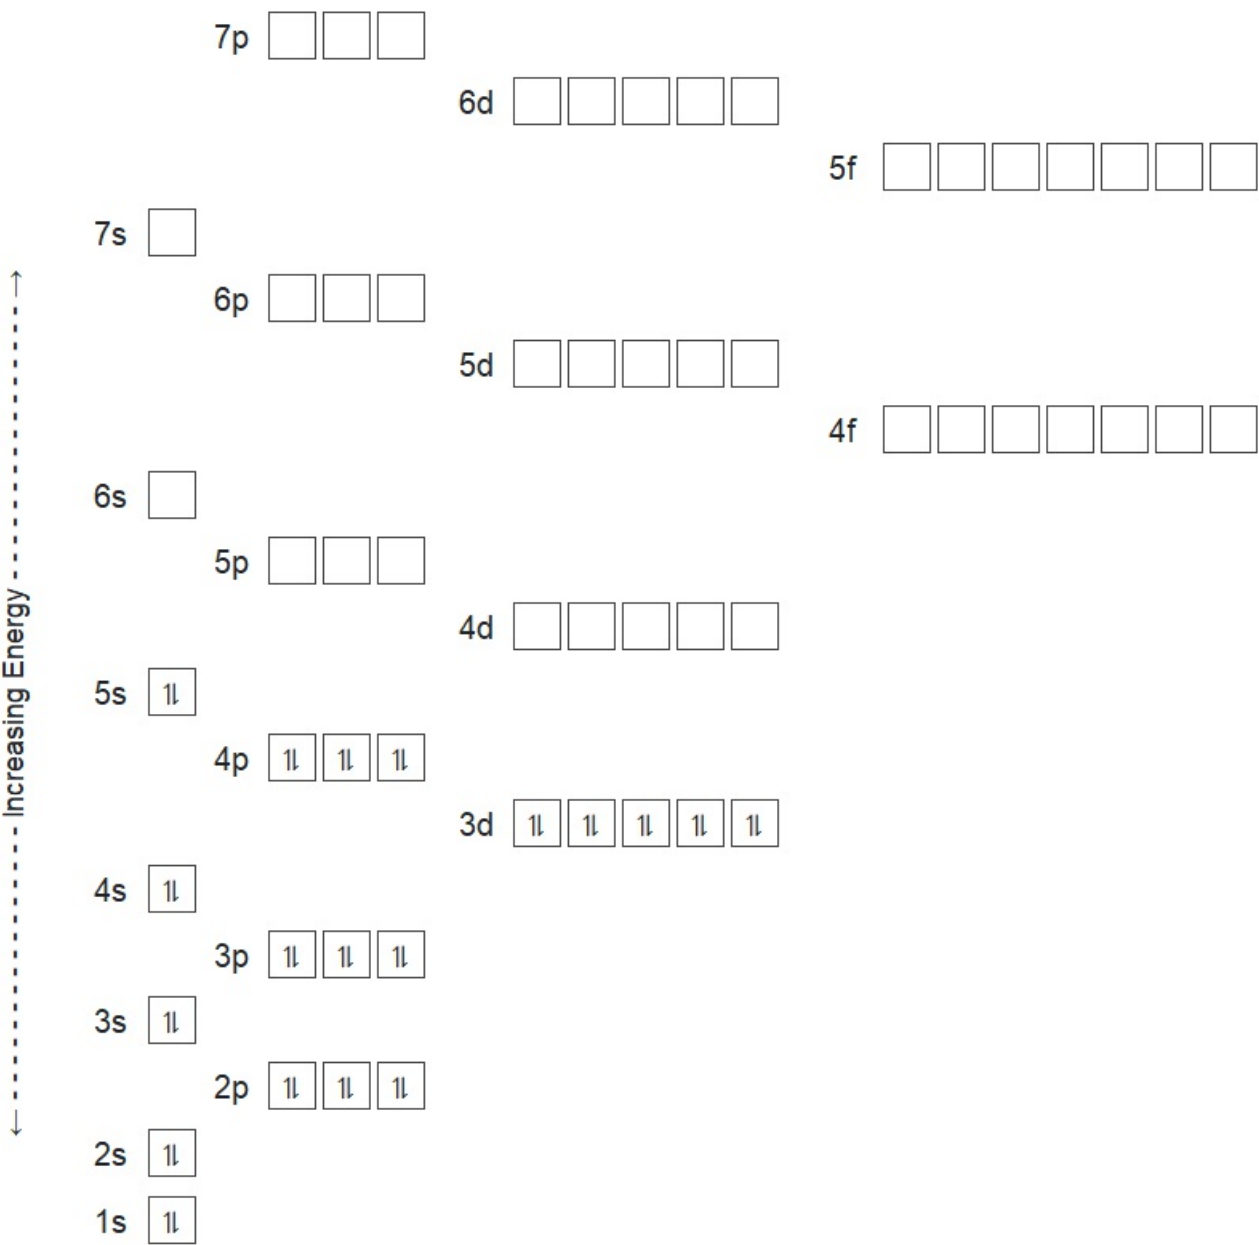 7p
6d
5f
7s
6p
5d
4f
6s
5p
4d
5s ⥮
4p ⥮ ⥮ ⥮
3d ⥮ ⥮ ⥮ ⥮ ⥮
4s ⥮
3p ⥮ ⥮ ⥮
3s ⥮
2p ⥮ ⥮ ⥮
2s ⥮
1s ⥮
Increasing Energy